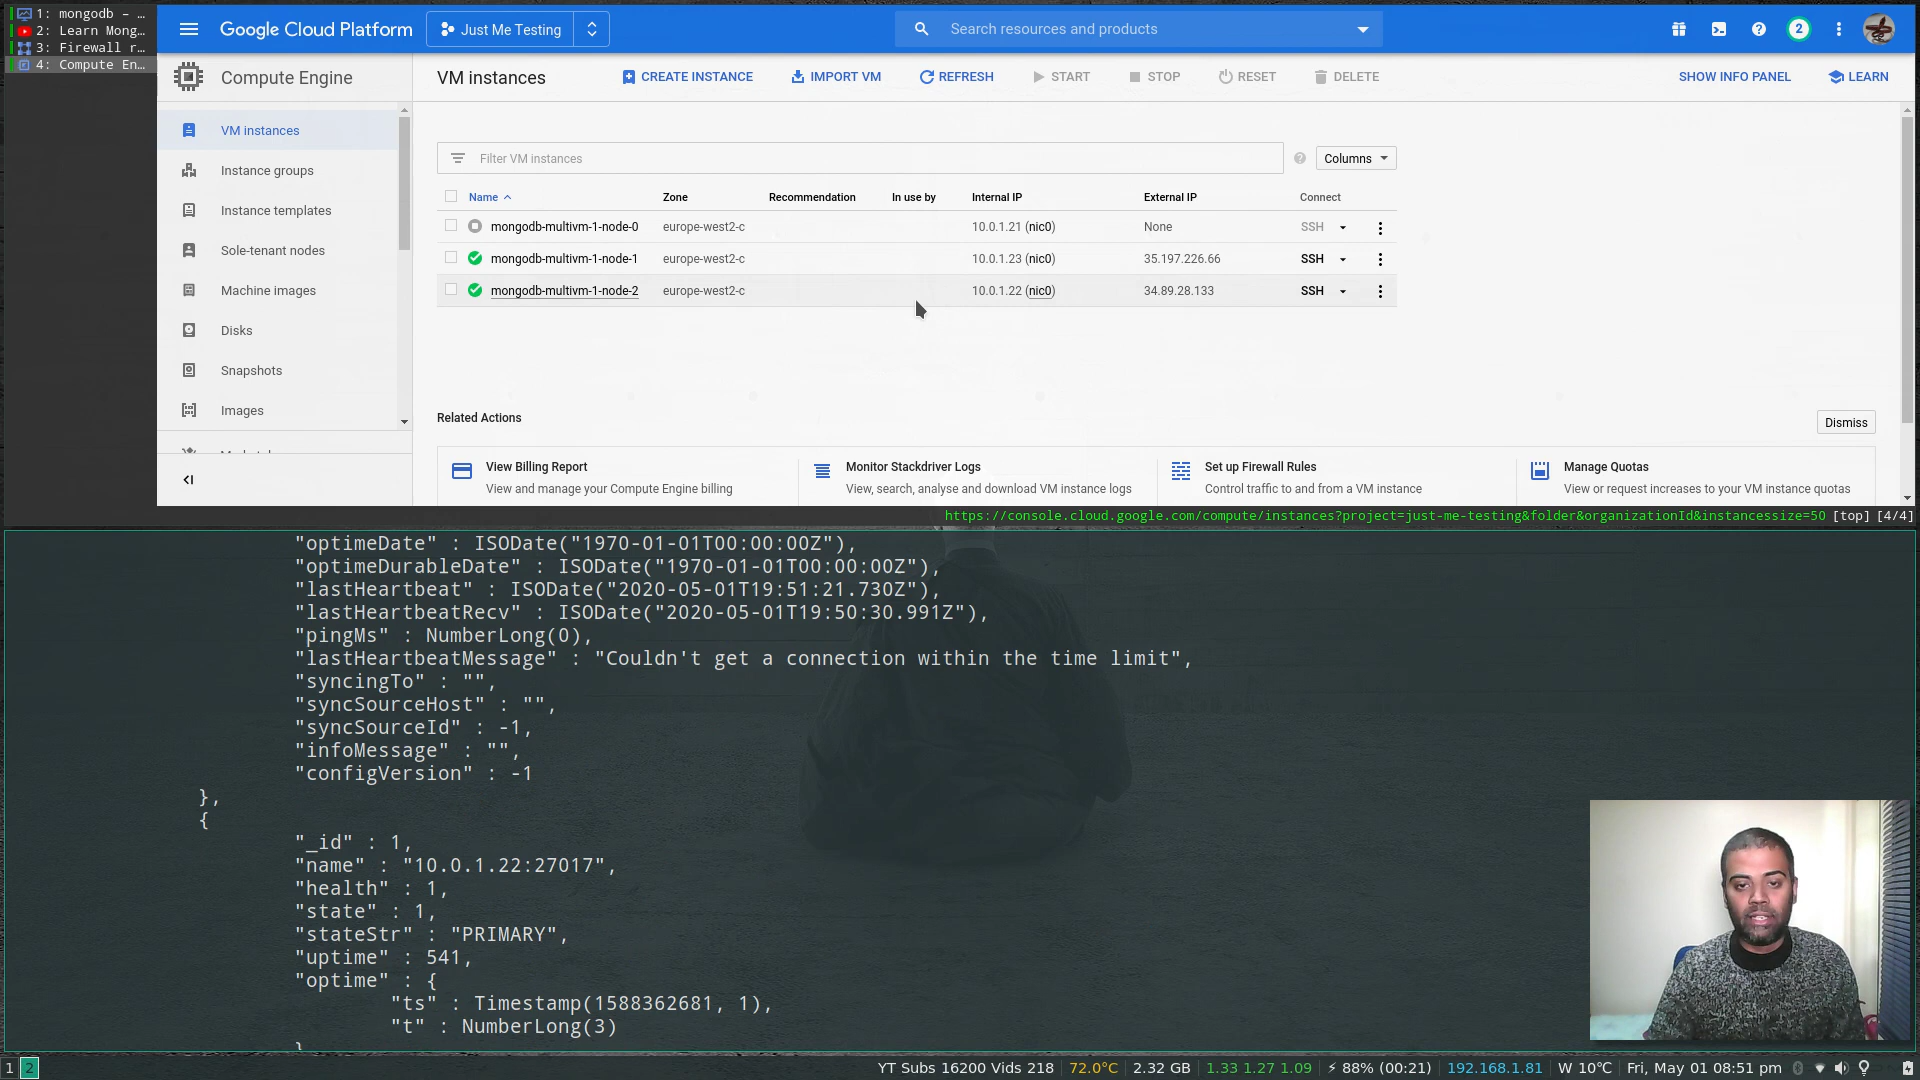 1: mongodb – …
2: Learn Mong…
3: Firewall r…
4: Compute En…
Google Cloud Platform
Just Me Testing
Search resources and products
2
Compute Engine
VM instances
CREATE INSTANCE
IMPORT VM
REFRESH
START
STOP
RESET
DELETE
SHOW INFO PANEL
LEARN
VM instances
Instance groups
Instance templates
Sole-tenant nodes
Machine images
Disks
Snapshots
Images
Filter VM instances
Columns
Name Zone Recommendation In use by Internal IP External IP Connect
mongodb-multivm-1-node-0 europe-west2-c 10.0.1.21 (nic0) None SSH
mongodb-multivm-1-node-1 europe-west2-c 10.0.1.23 (nic0) 35.197.226.66 SSH
mongodb-multivm-1-node-2 europe-west2-c 10.0.1.22 (nic0) 34.89.28.133 SSH
Related Actions
Dismiss
View Billing Report
View and manage your Compute Engine billing
Monitor Stackdriver Logs
View, search, analyse and download VM instance logs
Set up Firewall Rules
Control traffic to and from a VM instance
Manage Quotas
View or request increases to your VM instance quotas
https://console.cloud.google.com/compute/instances?project=just-me-testing&folder&organizationId&instancessize=50 [top] [4/4]
"optimeDate" : ISODate("1970-01-01T00:00:00Z"),
"optimeDurableDate" : ISODate("1970-01-01T00:00:00Z"),
"lastHeartbeat" : ISODate("2020-05-01T19:51:21.730Z"),
"lastHeartbeatRecv" : ISODate("2020-05-01T19:50:30.991Z"),
"pingMs" : NumberLong(0),
"lastHeartbeatMessage" : "Couldn't get a connection within the time limit",
"syncingTo" : "",
"syncSourceHost" : "",
"syncSourceId" : -1,
"infoMessage" : "",
"configVersion" : -1
},
{
"_id" : 1,
"name" : "10.0.1.22:27017",
"health" : 1,
"state" : 1,
"stateStr" : "PRIMARY",
"uptime" : 541,
"optime" : {
"ts" : Timestamp(1588362681, 1),
"t" : NumberLong(3)
}
1 2
YT Subs 16200 Vids 218 72.0°C 2.32 GB 1.33 1.27 1.09 ⚡ 88% (00:21) 192.168.1.81 W 10℃ Fri, May 01 08:51 pm